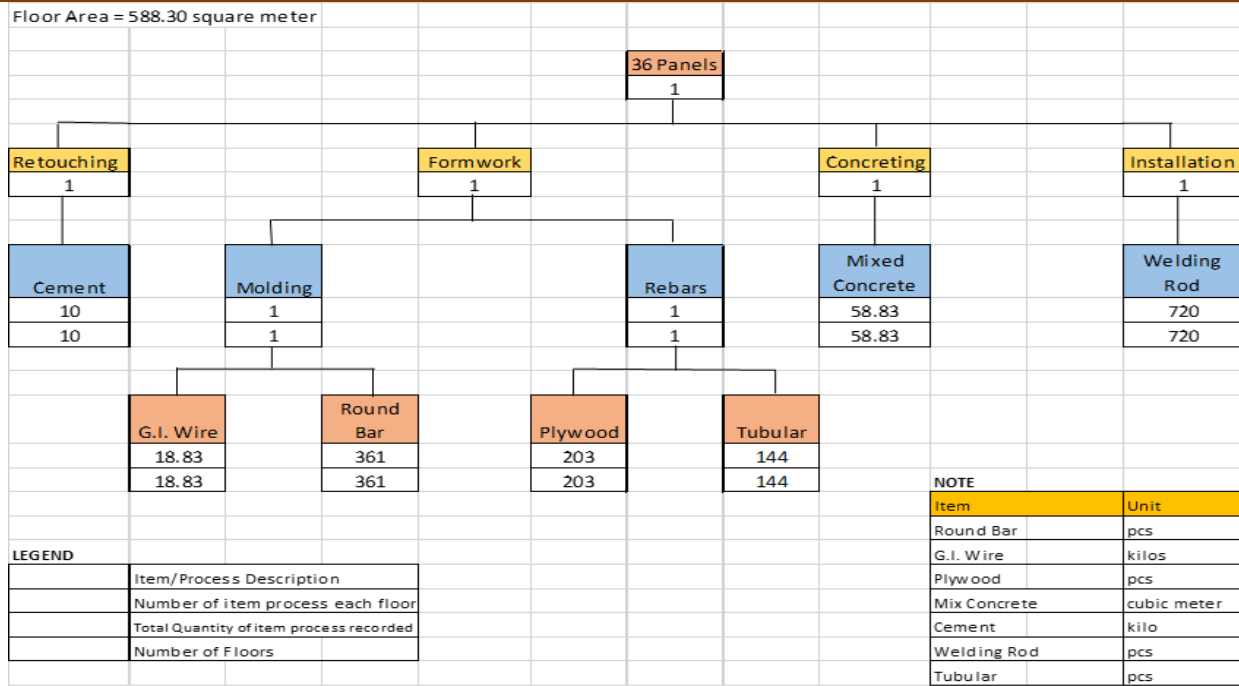 Floor Area = 588.30 square meter
36 Panels
1
Retouching
1
Formwork
1
Concreting
1
Installation
1
Cement
10
10
Molding
1
1
Rebars
1
1
Mixed
Concrete
58.83
58.83
Welding
Rod
720
720
G.I. Wire
18.83
18.83
Round
Bar
361
361
Plywood
203
203
Tubular
144
144
LEGEND
Item/Process Description
Number of item process each floor
Total Quantity of item process recorded
Number of Floors
NOTE
Item Unit
Round Bar pcs
G.I. Wire kilos
Plywood pcs
Mix Concrete cubic meter
Cement kilo
Welding Rod pcs
Tubular pcs